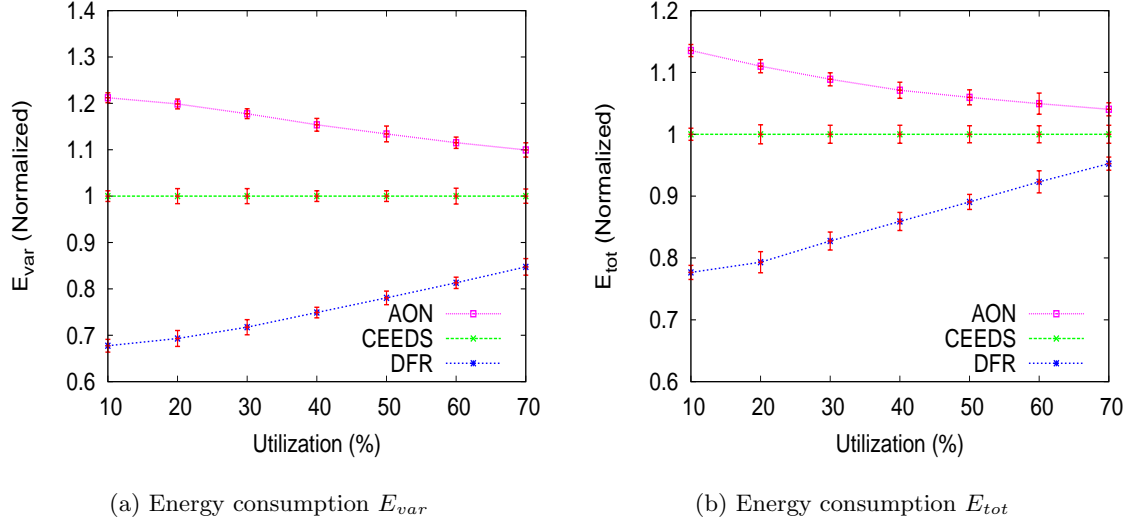 1.4
1.3
1.2
1.1
1
0.9
0.8
0.7
0.6
E_var (Normalized)
AON
CEEDS
DFR
10 20 30 40 50 60 70
Utilization (%)
(a) Energy consumption E_var
1.2
1.1
1
0.9
0.8
0.7
0.6
E_tot (Normalized)
AON
CEEDS
DFR
10 20 30 40 50 60 70
Utilization (%)
(b) Energy consumption E_tot